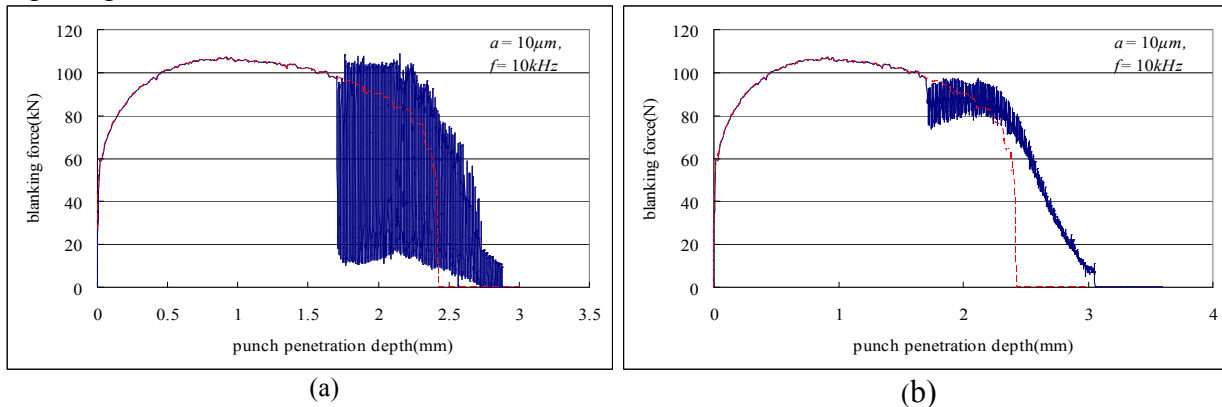 120
100
80
60
40
20
0
0 0.5 1 1.5 2 2.5 3 3.5
blanking force(kN)
punch penetration depth(mm)
a = 10μm,
f= 10kHz
(a)
120
100
80
60
40
20
0
0 1 2 3 4
blanking force(N)
punch penetration depth(mm)
a = 10μm,
f= 10kHz
(b)